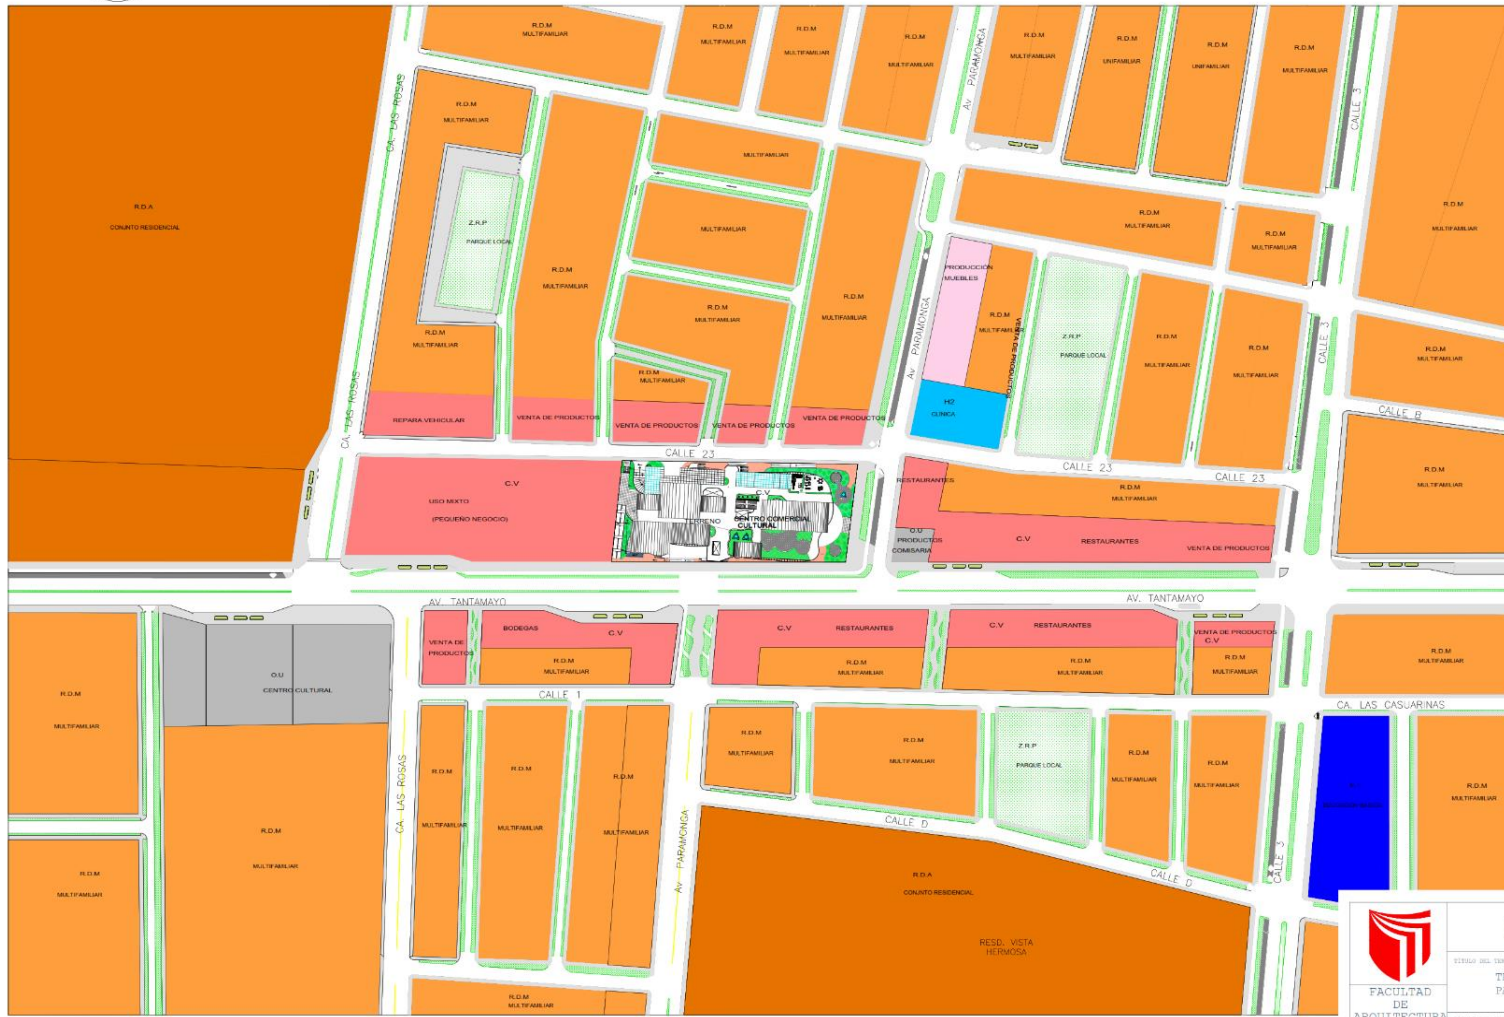 R.D.M
MULTIFAMILIAR
R.D.M
MULTIFAMILIAR
R.D.M
MULTIFAMILIAR
R.D.M
MULTIFAMILIAR
Av PARAMONGA
R.D.M
MULTIFAMILIAR
R.D.M
UNIFAMILIAR
R.D.M
UNIFAMILIAR
R.D.M
MULTIFAMILIAR
CALLE 3
CA. LAS ROSAS
R.D.M
MULTIFAMILIAR
MULTIFAMILIAR
R.D.A
CONJNTO RESIDENCIAL
Z.R.P
PARQUE LOCAL
MULTIFAMILIAR
R.D.M
MULTIFAMILIAR
R.D.M
MULTIFAMILIAR
R.D.M
MULTIFAMILIAR
R.D.M
MULTIFAMILIAR
PRODUCCIÓN
MUEBLES
R.D.M
MULTIFAMILIAR
R.D.M
MULTIFAMILIAR
R.D.M
MULTIFAMILIAR
R.D.M
MULTIFAMILIAR
VENTA DE PRODUCTOS
Z.R.P
PARQUE LOCAL
R.D.M
MULTIFAMILIAR
R.D.M
MULTIFAMILIAR
CALLE 3
R.D.M
MULTIFAMILIAR
Av PARAMONGA
R.D.M
MULTIFAMILIAR
CA. LAS ROSAS
H2
CLINICA
CALLE B
REPARA VEHICULAR
VENTA DE PRODUCTOS
VENTA DE PRODUCTOS
VENTA DE PRODUCTOS
VENTA DE PRODUCTOS
CALLE 23
CALLE 23
CALLE 23
C.V
USO MIXTO
(PEQUEÑO NEGOCIO)
C.V
TERRENO
CENTRO COMERCIAL
CULTURAL
RESTAURANTES
R.D.M
MULTIFAMILIAR
R.D.M
MULTIFAMILIAR
O.U
PRODUCTOS
COMISARIA
C.V
RESTAURANTES
VENTA DE PRODUCTOS
AV. TANTAMAYO
AV. TANTAMAYO
VENTA DE
PRODUCTOS
BODEGAS
C.V
R.D.M
MULTIFAMILIAR
C.V
RESTAURANTES
R.D.M
MULTIFAMILIAR
C.V
RESTAURANTES
R.D.M
MULTIFAMILIAR
VENTA DE PRODUCTOS
C.V
R.D.M
MULTIFAMILIAR
R.D.M
MULTIFAMILIAR
O.U
CENTRO CULTURAL
R.D.M
MULTIFAMILIAR
CALLE 1
CA. LAS CASUARINAS
CA. LAS ROSAS
R.D.M
MULTIFAMILIAR
R.D.M
MULTIFAMILIAR
R.D.M
MULTIFAMILIAR
R.D.M
MULTIFAMILIAR
R.D.M
MULTIFAMILIAR
Z.R.P
PARQUE LOCAL
R.D.M
MULTIFAMILIAR
R.D.M
MULTIFAMILIAR
R.D.M
MULTIFAMILIAR
R.D.M
MULTIFAMILIAR
R.D.M
MULTIFAMILIAR
Av PARAMONGA
CALLE D
CALLE D
CALLE 3
R.D.A
CONJNTO RESIDENCIAL
RESD. VISTA
HERMOSA
R.D.M
MULTIFAMILIAR
FACULTAD
DE
ARQUITECTURA